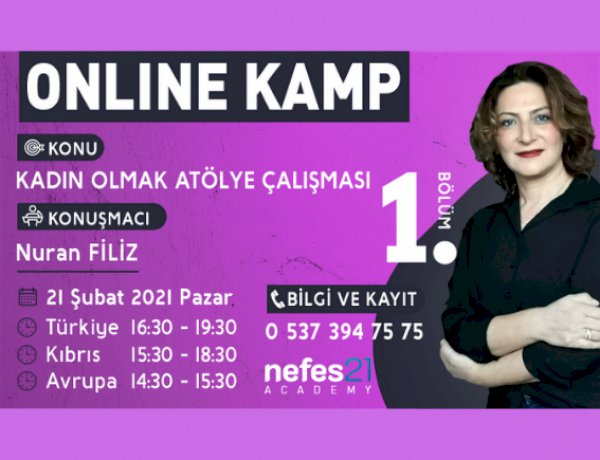 ONLINE KAMP
KONU
KADIN OLMAK ATÖLYE ÇALIŞMASI
KONUŞMACI
Nuran FİLİZ
1.
BÖLÜM
21 Şubat 2021 Pazar
Türkiye 16:30 - 19:30
Kıbrıs 15:30 - 18:30
Avrupa 14:30 - 15:30
BİLGİ VE KAYIT
0 537 394 75 75
nefes21
ACADEMY